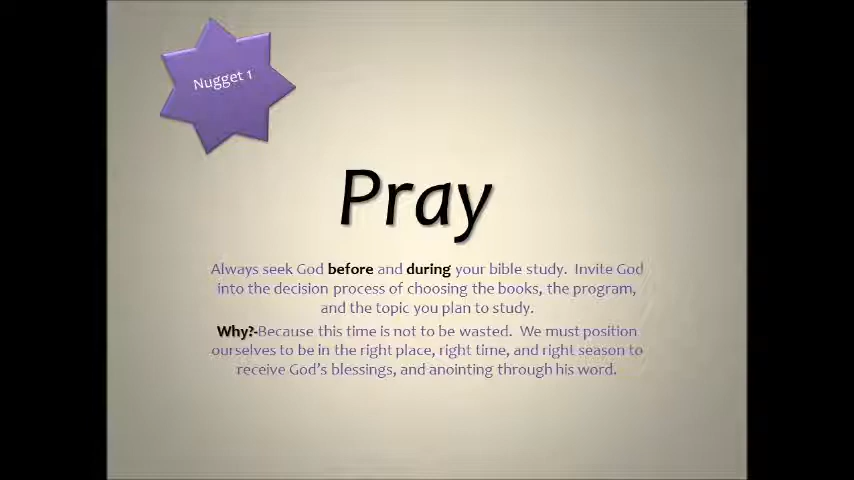 Nugget 1
Pray
Always seek God before and during your bible study. Invite God
into the decision process of choosing the books, the program,
and the topic you plan to study.
Why?-Because this time is not to be wasted. We must position
ourselves to be in the right place, right time, and right season to
receive God's blessings, and anointing through his word.